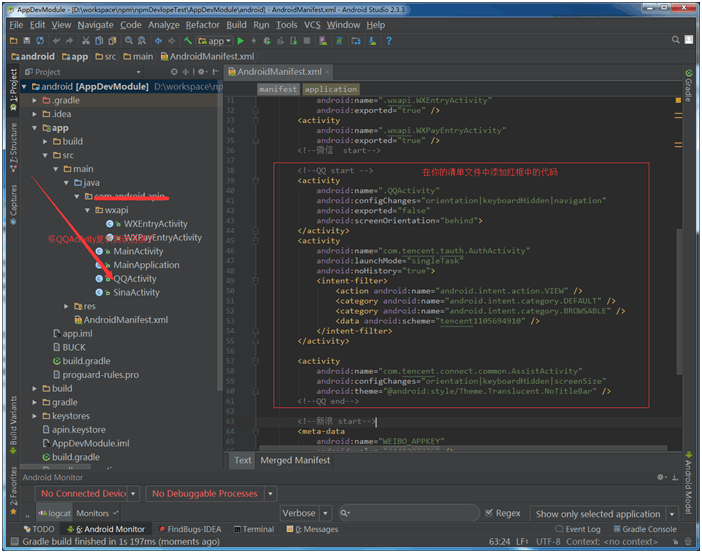 AppDevModule - [D:\workspace\npm\npmDevlopeTest\AppDevModule\android] - AndroidManifest.xml - Android Studio 2.3.3
File Edit View Navigate Code Analyze Refactor Build Run Tools VCS Window Help
app
android app src main AndroidManifest.xml
Project
AndroidManifest.xml
manifest application
1: Project
7: Structure
Captures
Build Variants
2: Favorites
android [AppDevModule] D:\workspace\np
.gradle
.idea
app
build
src
main
java
com.android.apin
wxapi
WXEntryActivity
WXPayEntryActivity
将QQActivity复
MainActivity
MainApplication
QQActivity
SinaActivity
res
AndroidManifest.xml
app.iml
BUCK
build.gradle
proguard-rules.pro
build
gradle
keystores
apin.keystore
AppDevModule.iml
build.gradle
31 android:name=".wxapi.WXEntryActivity"
32 android:exported="true" />
33 <activity
34 android:name=".wxapi.WXPayEntryActivity"
35 android:exported="true" />
36 <!--微信 start-->
37
38 <!--QQ start -->
在你的清单文件中添加红框中的代码
39 <activity
40 android:name=".QQActivity"
41 android:configChanges="orientation|keyboardHidden|navigation"
42 android:exported="false"
43 android:screenOrientation="behind">
44 </activity>
45 <activity
46 android:name="com.tencent.tauth.AuthActivity"
47 android:launchMode="singleTask"
48 android:noHistory="true">
49 <intent-filter>
50 <action android:name="android.intent.action.VIEW" />
51 <category android:name="android.intent.category.DEFAULT" />
52 <category android:name="android.intent.category.BROWSABLE" />
53 <data android:scheme="tencent1105694910" />
54 </intent-filter>
55 </activity>
56
57 <activity
58 android:name="com.tencent.connect.common.AssistActivity"
59 android:configChanges="orientation|keyboardHidden|screenSize"
60 android:theme="@android:style/Theme.Translucent.NoTitleBar" />
61 <!--QQ end-->
62
63 <!--新浪 start-->
64 <meta-data
65 android:name="WEIBO_APPKEY"
Text Merged Manifest
Gradle
Android Model
Android Monitor
No Connected Device No Debuggable Processes
logcat Monitors Verbose Regex Show only selected application
TODO 6: Android Monitor FindBugs-IDEA Terminal 0: Messages Event Log Gradle Console
Gradle build finished in 1s 197ms (moments ago) 63:24 LF: UTF-8 Context: <no context>